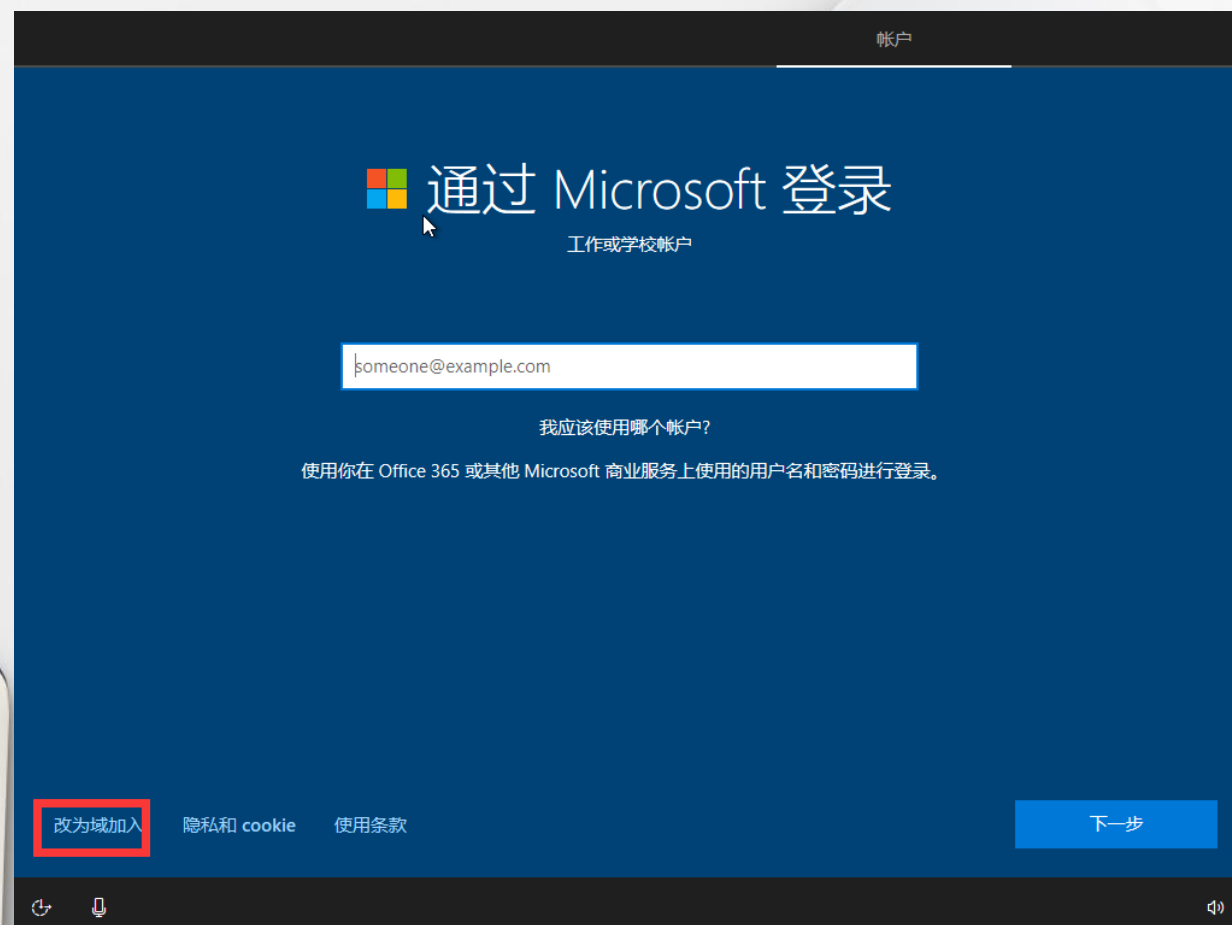 帐户
通过 Microsoft 登录
工作或学校帐户
someone@example.com
我应该使用哪个帐户?
使用你在 Office 365 或其他 Microsoft 商业服务上使用的用户名和密码进行登录。
改为域加入 隐私和 cookie 使用条款 下一步